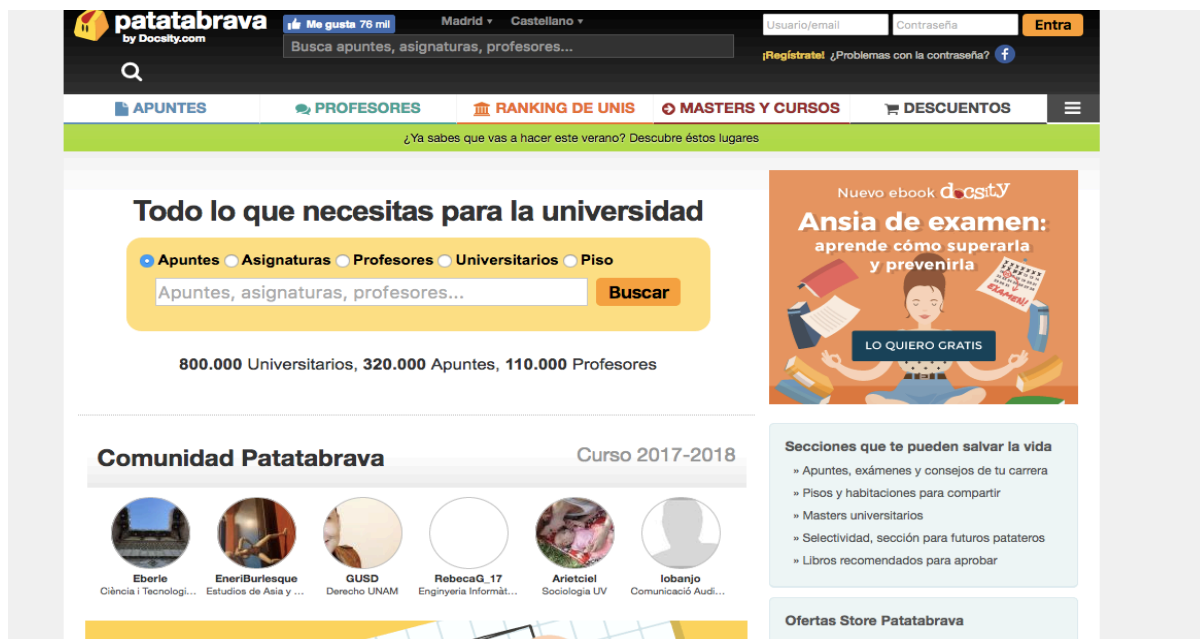 patatabrava
by Docsity.com
Me gusta 76 mil
Madrid ▾ Castellano ▾
Busca apuntes, asignaturas, profesores...
Usuario/email Contraseña Entra
¡Regístrate! ¿Problemas con la contraseña?
APUNTES PROFESORES RANKING DE UNIS MASTERS Y CURSOS DESCUENTOS
¿Ya sabes que vas a hacer este verano? Descubre éstos lugares
Todo lo que necesitas para la universidad
Apuntes Asignaturas Profesores Universitarios Piso
Apuntes, asignaturas, profesores... Buscar
800.000 Universitarios, 320.000 Apuntes, 110.000 Profesores
Nuevo ebook docsity
Ansia de examen:
aprende cómo superarla
y prevenirla
EXAMEN!
LO QUIERO GRATIS
Comunidad Patatabrava Curso 2017-2018
Eberle EneriBurlesque GUSD RebecaG_17 Arietciel lobanjo
Ciència i Tecnologi... Estudios de Asia y ... Derecho UNAM Enginyeria Informàt... Sociologia UV Comunicació Audi...
Secciones que te pueden salvar la vida
» Apuntes, exámenes y consejos de tu carrera
» Pisos y habitaciones para compartir
» Masters universitarios
» Selectividad, sección para futuros patateros
» Libros recomendados para aprobar
Ofertas Store Patatabrava